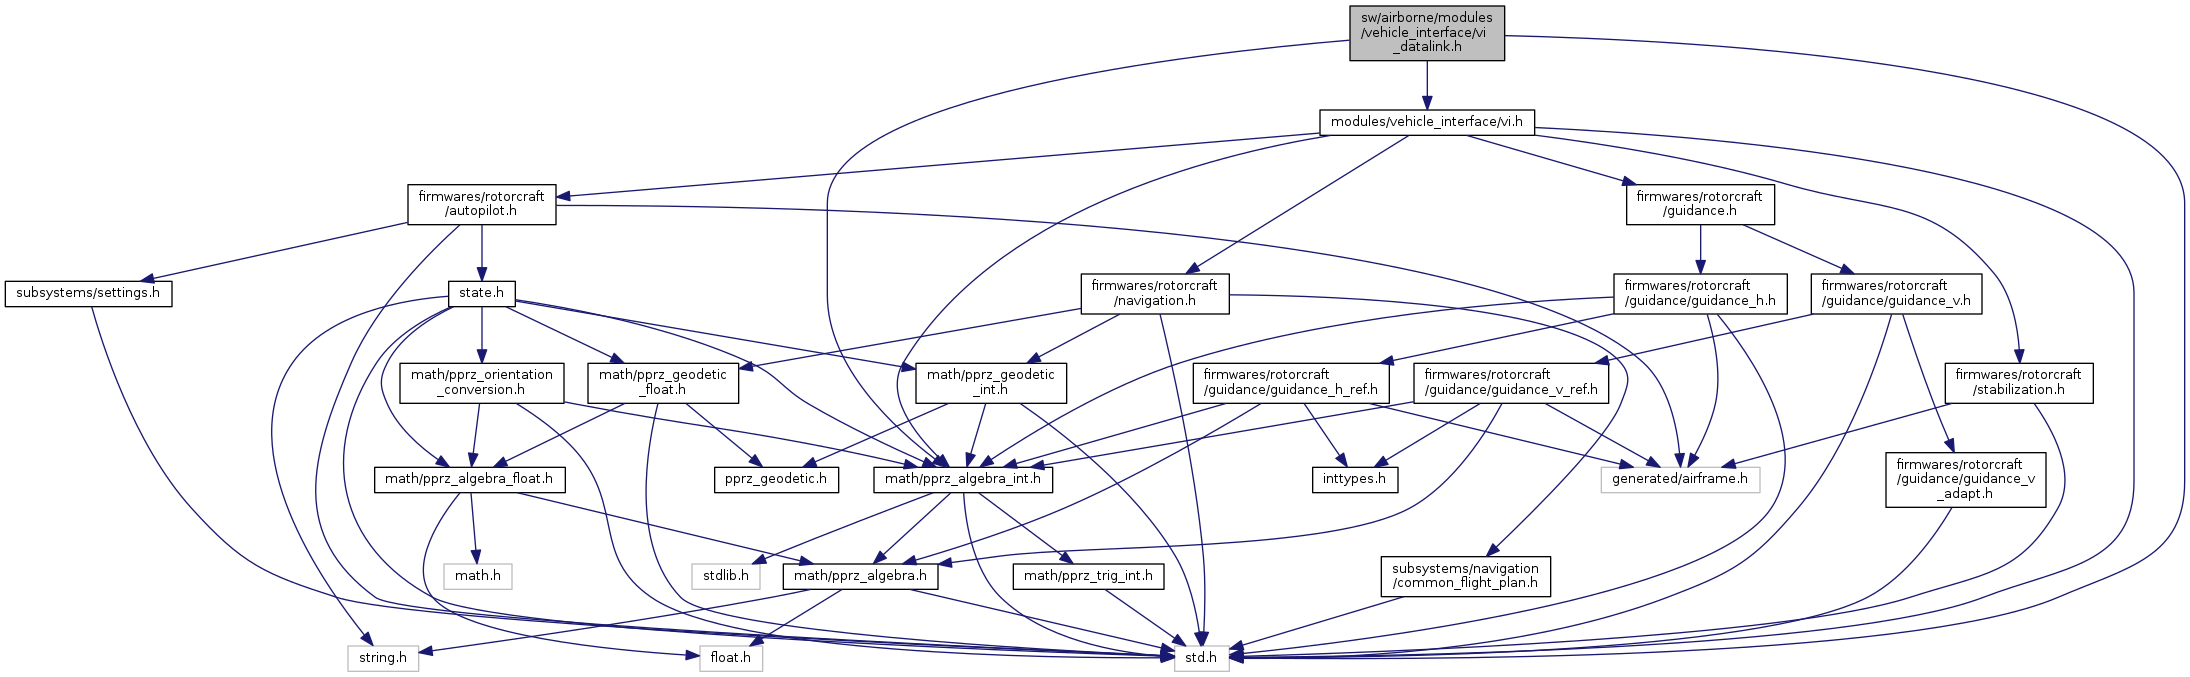 sw/airborne/modules
/vehicle_interface/vi
_datalink.h
modules/vehicle_interface/vi.h
firmwares/rotorcraft
/autopilot.h
firmwares/rotorcraft
/guidance.h
subsystems/settings.h
state.h
firmwares/rotorcraft
/navigation.h
firmwares/rotorcraft
/guidance/guidance_h.h
firmwares/rotorcraft
/guidance/guidance_v.h
math/pprz_orientation
_conversion.h
math/pprz_geodetic
_float.h
math/pprz_geodetic
_int.h
firmwares/rotorcraft
/guidance/guidance_h_ref.h
firmwares/rotorcraft
/guidance/guidance_v_ref.h
firmwares/rotorcraft
/stabilization.h
math/pprz_algebra_float.h
pprz_geodetic.h
math/pprz_algebra_int.h
inttypes.h
generated/airframe.h
firmwares/rotorcraft
/guidance/guidance_v
_adapt.h
math.h
stdlib.h
math/pprz_algebra.h
math/pprz_trig_int.h
subsystems/navigation
/common_flight_plan.h
string.h
float.h
std.h